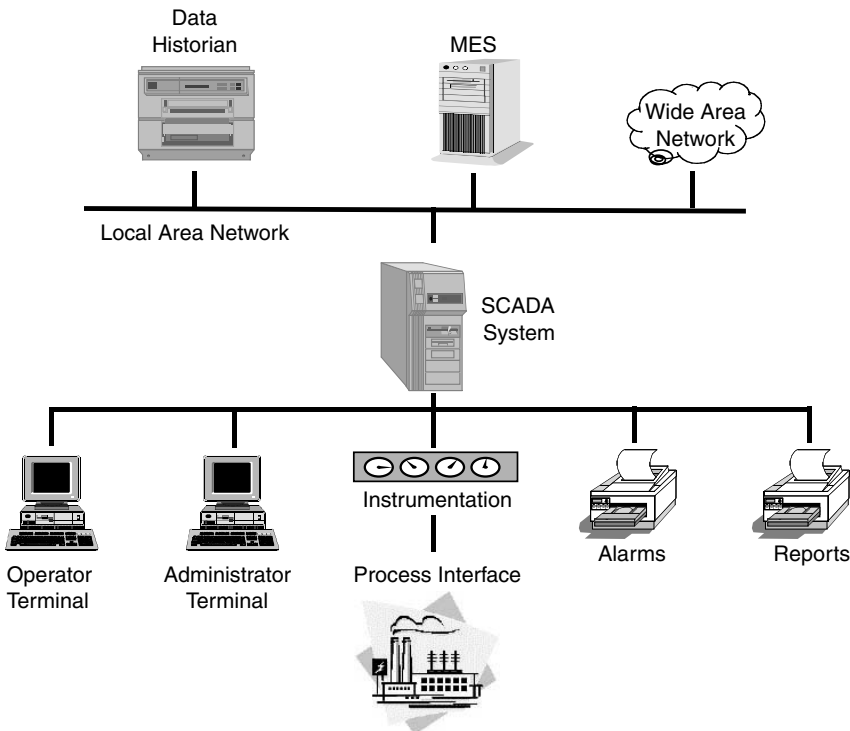 Data
Historian
MES
Wide Area
Network
Local Area Network
SCADA
System
Instrumentation
Operator
Terminal
Administrator
Terminal
Process Interface
Alarms
Reports